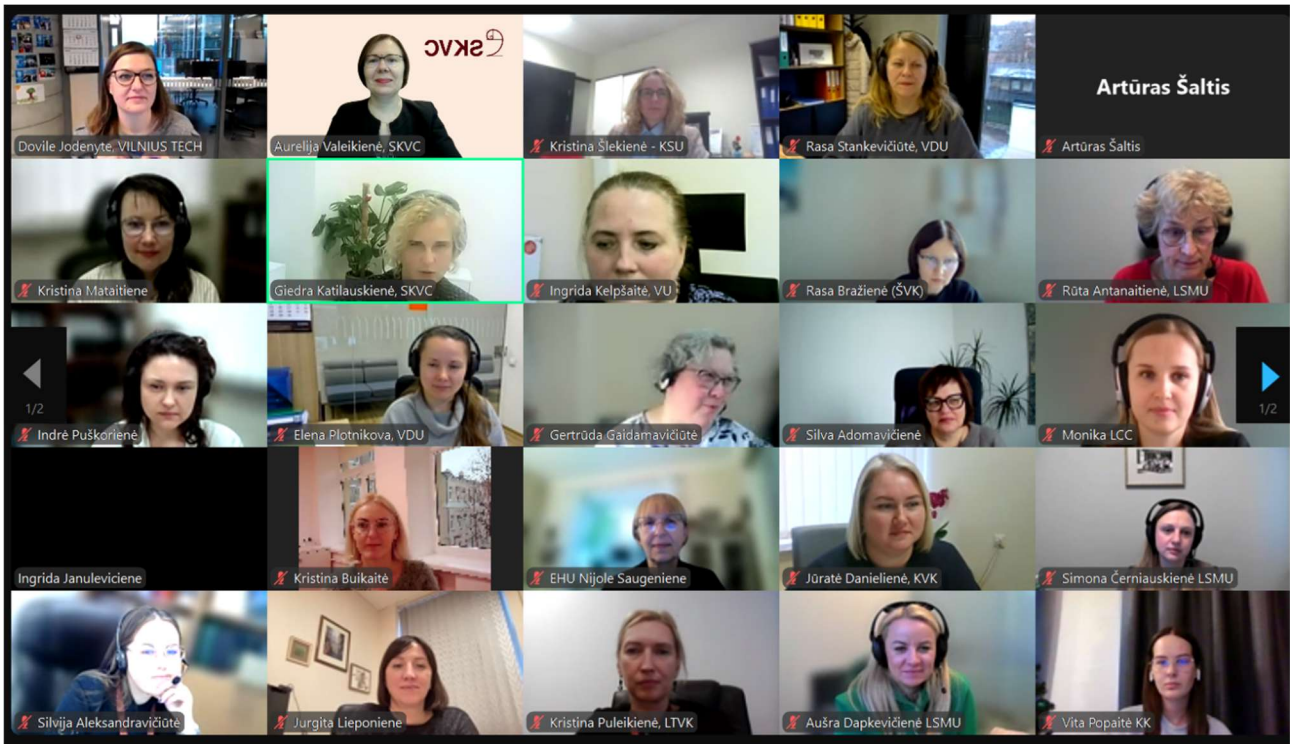 SKVC
Dovile Jodenytė, VILNIUS TECH
Aurelija Valeikienė, SKVC
Kristina Šlekienė - KSU
Rasa Stankevičiūtė, VDU
Artūras Šaltis
Artūras Šaltis
Kristina Mataitiene
Giedra Katilauskienė, SKVC
Ingrida Kelpšaitė, VU
Rasa Bražienė (ŠVK)
Rūta Antanaitienė, LSMU
1/2
1/2
Indrė Puškorienė
Elena Plotnikova, VDU
Gertrūda Gaidamavičiūtė
Silva Adomavičienė
Monika LCC
Ingrida Januleviciene
Kristina Buikaitė
EHU Nijole Saugeniene
Jūratė Danielienė, KVK
Simona Černiauskienė LSMU
Silvija Aleksandravičiūtė
Jurgita Lieponiene
Kristina Puleikienė, LTVK
Aušra Dapkevičienė LSMU
Vita Popaitė KK